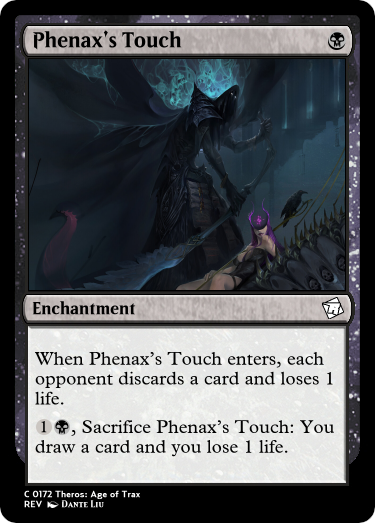 Phenax's Touch
Enchantment
When Phenax's Touch enters, each
opponent discards a card and loses 1
life.
1, Sacrifice Phenax's Touch: You
draw a card and you lose 1 life.
C 0172 Theros: Age of Trax
REV Dante Liu